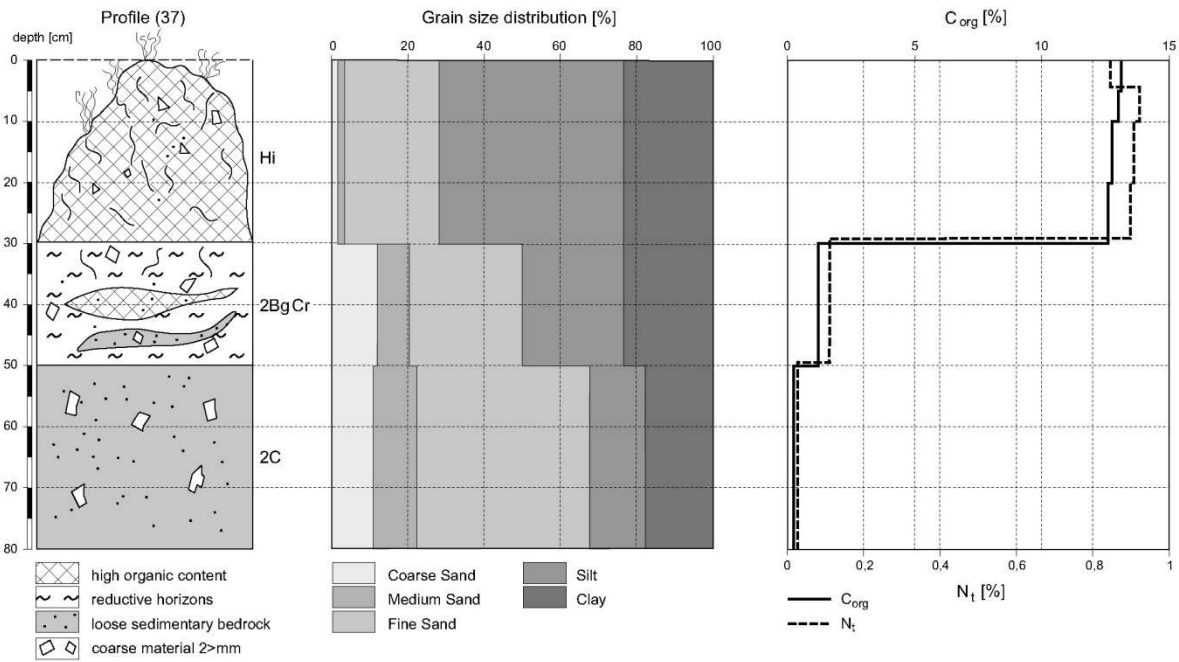 Profile (37)
depth [cm]
0
10
20
30
40
50
60
70
80
Hi
2BgCr
2C
high organic content
reductive horizons
loose sedimentary bedrock
coarse material 2>mm
Grain size distribution [%]
0 20 40 60 80 100
Coarse Sand
Medium Sand
Fine Sand
Silt
Clay
C org [%]
0 5 10 15
0 0,2 0,4 0,6 0,8 1
N t [%]
C org
N t